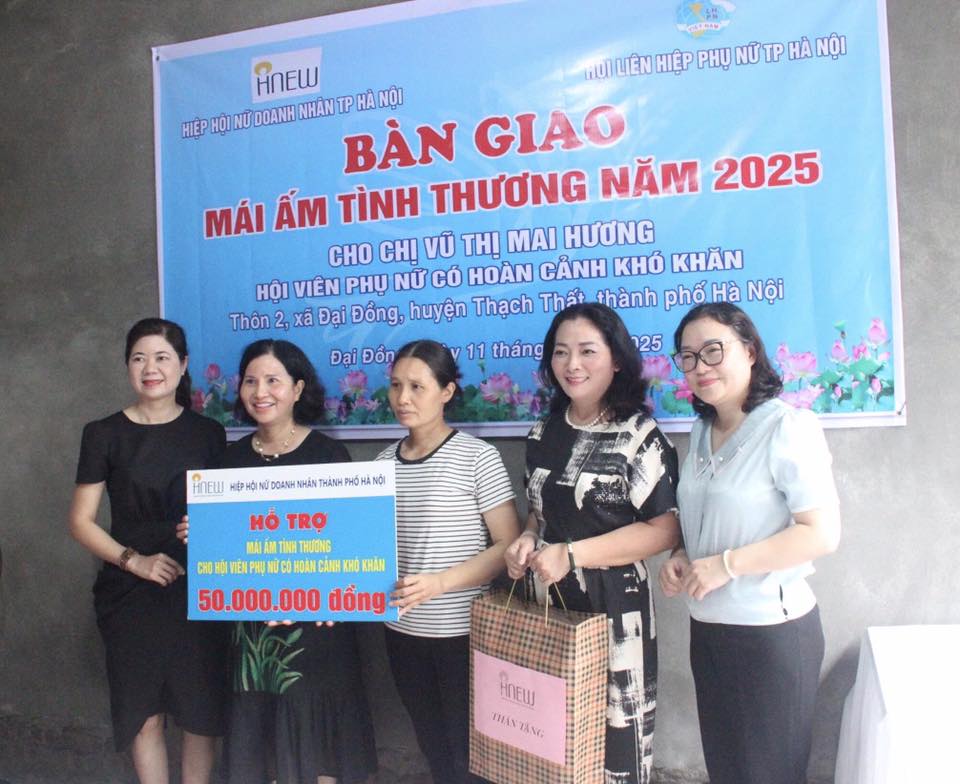 HNEW
HIỆP HỘI NỮ DOANH NHÂN TP HÀ NỘI
LHPN
VIỆT NAM
HỘI LIÊN HIỆP PHỤ NỮ TP HÀ NỘI
BÀN GIAO
MÁI ẤM TÌNH THƯƠNG NĂM 2025
CHO CHỊ VŨ THỊ MAI HƯƠNG
HỘI VIÊN PHỤ NỮ CÓ HOÀN CẢNH KHÓ KHĂN
Thôn 2, xã Đại Đồng, huyện Thạch Thất, thành phố Hà Nội
Đại Đồ 11 tháng 2025
HNEW HIỆP HỘI NỮ DOANH NHÂN THÀNH PHỐ HÀ NỘI
HỖ TRỢ
MÁI ẤM TÌNH THƯƠNG
CHO HỘI VIÊN PHỤ NỮ CÓ HOÀN CẢNH KHÓ KHĂN
50.000.000 đồng
HNEW
THÂN TẶNG